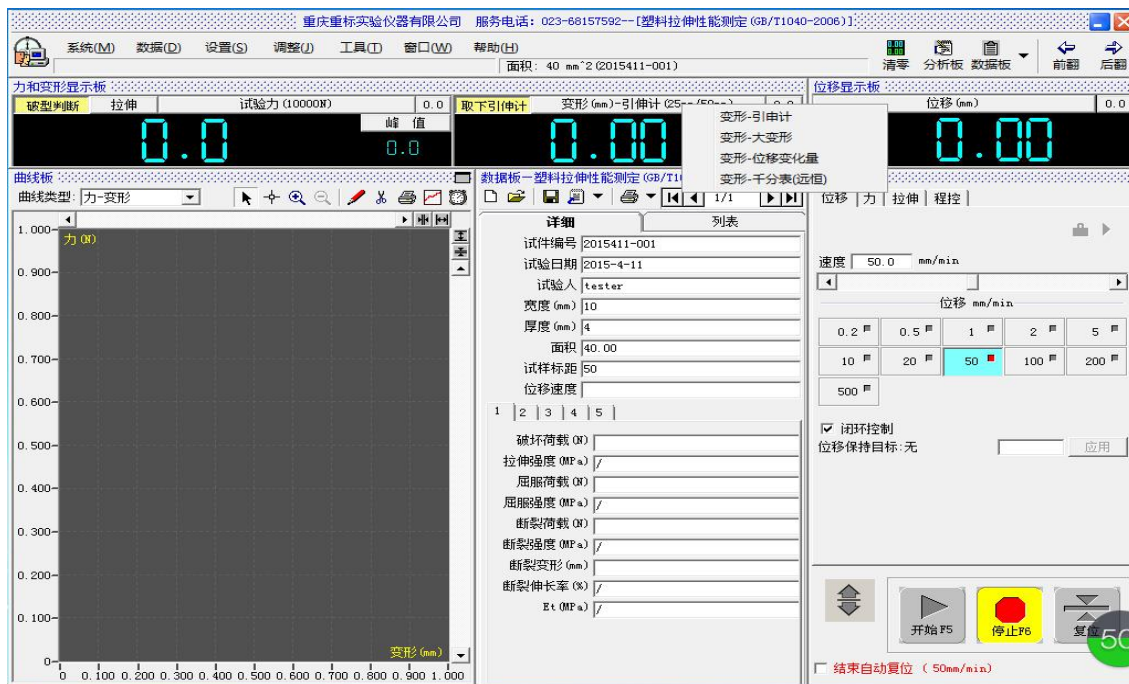 重庆重标实验仪器有限公司 服务电话：023-68157592--[塑料拉伸性能测定(GB/T1040-2006)]
系统(M) 数据(D) 设置(S) 调整(J) 工具(T) 窗口(W) 帮助(H)
清零 分析板 数据板 前翻 后翻
面积: 40 mm^2(2015411-001)
力和变形显示板
位移显示板
破型判断 拉伸 试验力(10000N) 0.0
取下引伸计 变形(mm)-引伸计(25mm/50mm) 0.0
位移(mm) 0.0
0.0
峰 值
0.0
0.00
0.00
变形-引申计
变形-大变形
变形-位移变化量
变形-千分表(远恒)
曲线板
曲线类型: 力-变形
力(N)
1.000
0.900
0.800
0.700
0.600
0.500
0.400
0.300
0.200
0.100
0
变形(mm)
0 0.100 0.200 0.300 0.400 0.500 0.600 0.700 0.800 0.900 1.000
数据板—塑料拉伸性能测定(GB/T1
1/1
详细 列表
试件编号 2015411-001
试验日期 2015-4-11
试验人 tester
宽度(mm) 10
厚度(mm) 4
面积 40.00
试样标距 50
位移速度
1 2 3 4 5
破坏荷载(N)
拉伸强度(MPa) /
屈服荷载(N)
屈服强度(MPa) /
断裂荷载(N)
断裂强度(MPa) /
断裂变形(mm)
断裂伸长率(%) /
Et(MPa) /
位移 力 拉伸 程控
速度 50.0 mm/min
位移 mm/min
0.2 0.5 1 2 5
10 20 50 100 200
500
闭环控制
位移保持目标:无 应用
开始F5 停止F6 复位
50
结束自动复位 ( 50mm/min)